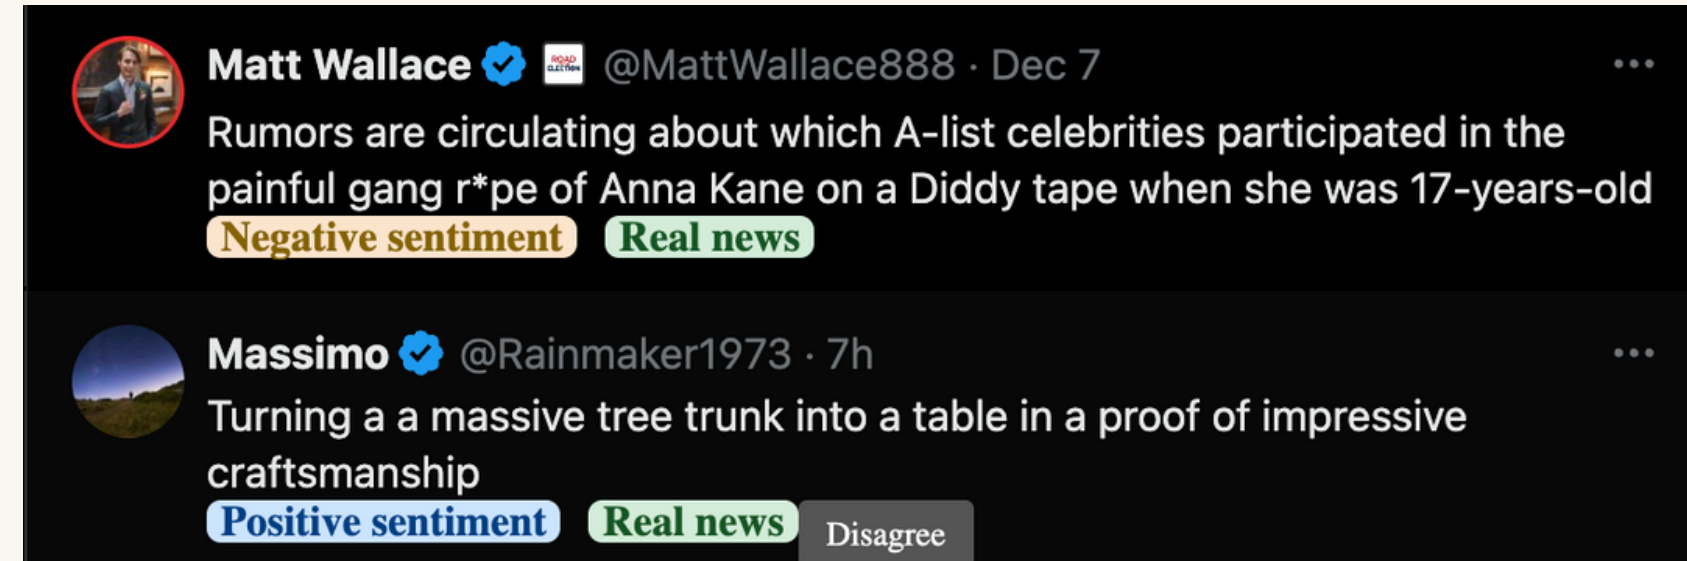 Matt Wallace @MattWallace888 · Dec 7
Rumors are circulating about which A-list celebrities participated in the
painful gang r*pe of Anna Kane on a Diddy tape when she was 17-years-old
Negative sentiment Real news
Massimo @Rainmaker1973 · 7h
Turning a a massive tree trunk into a table in a proof of impressive
craftsmanship
Positive sentiment Real news Disagree